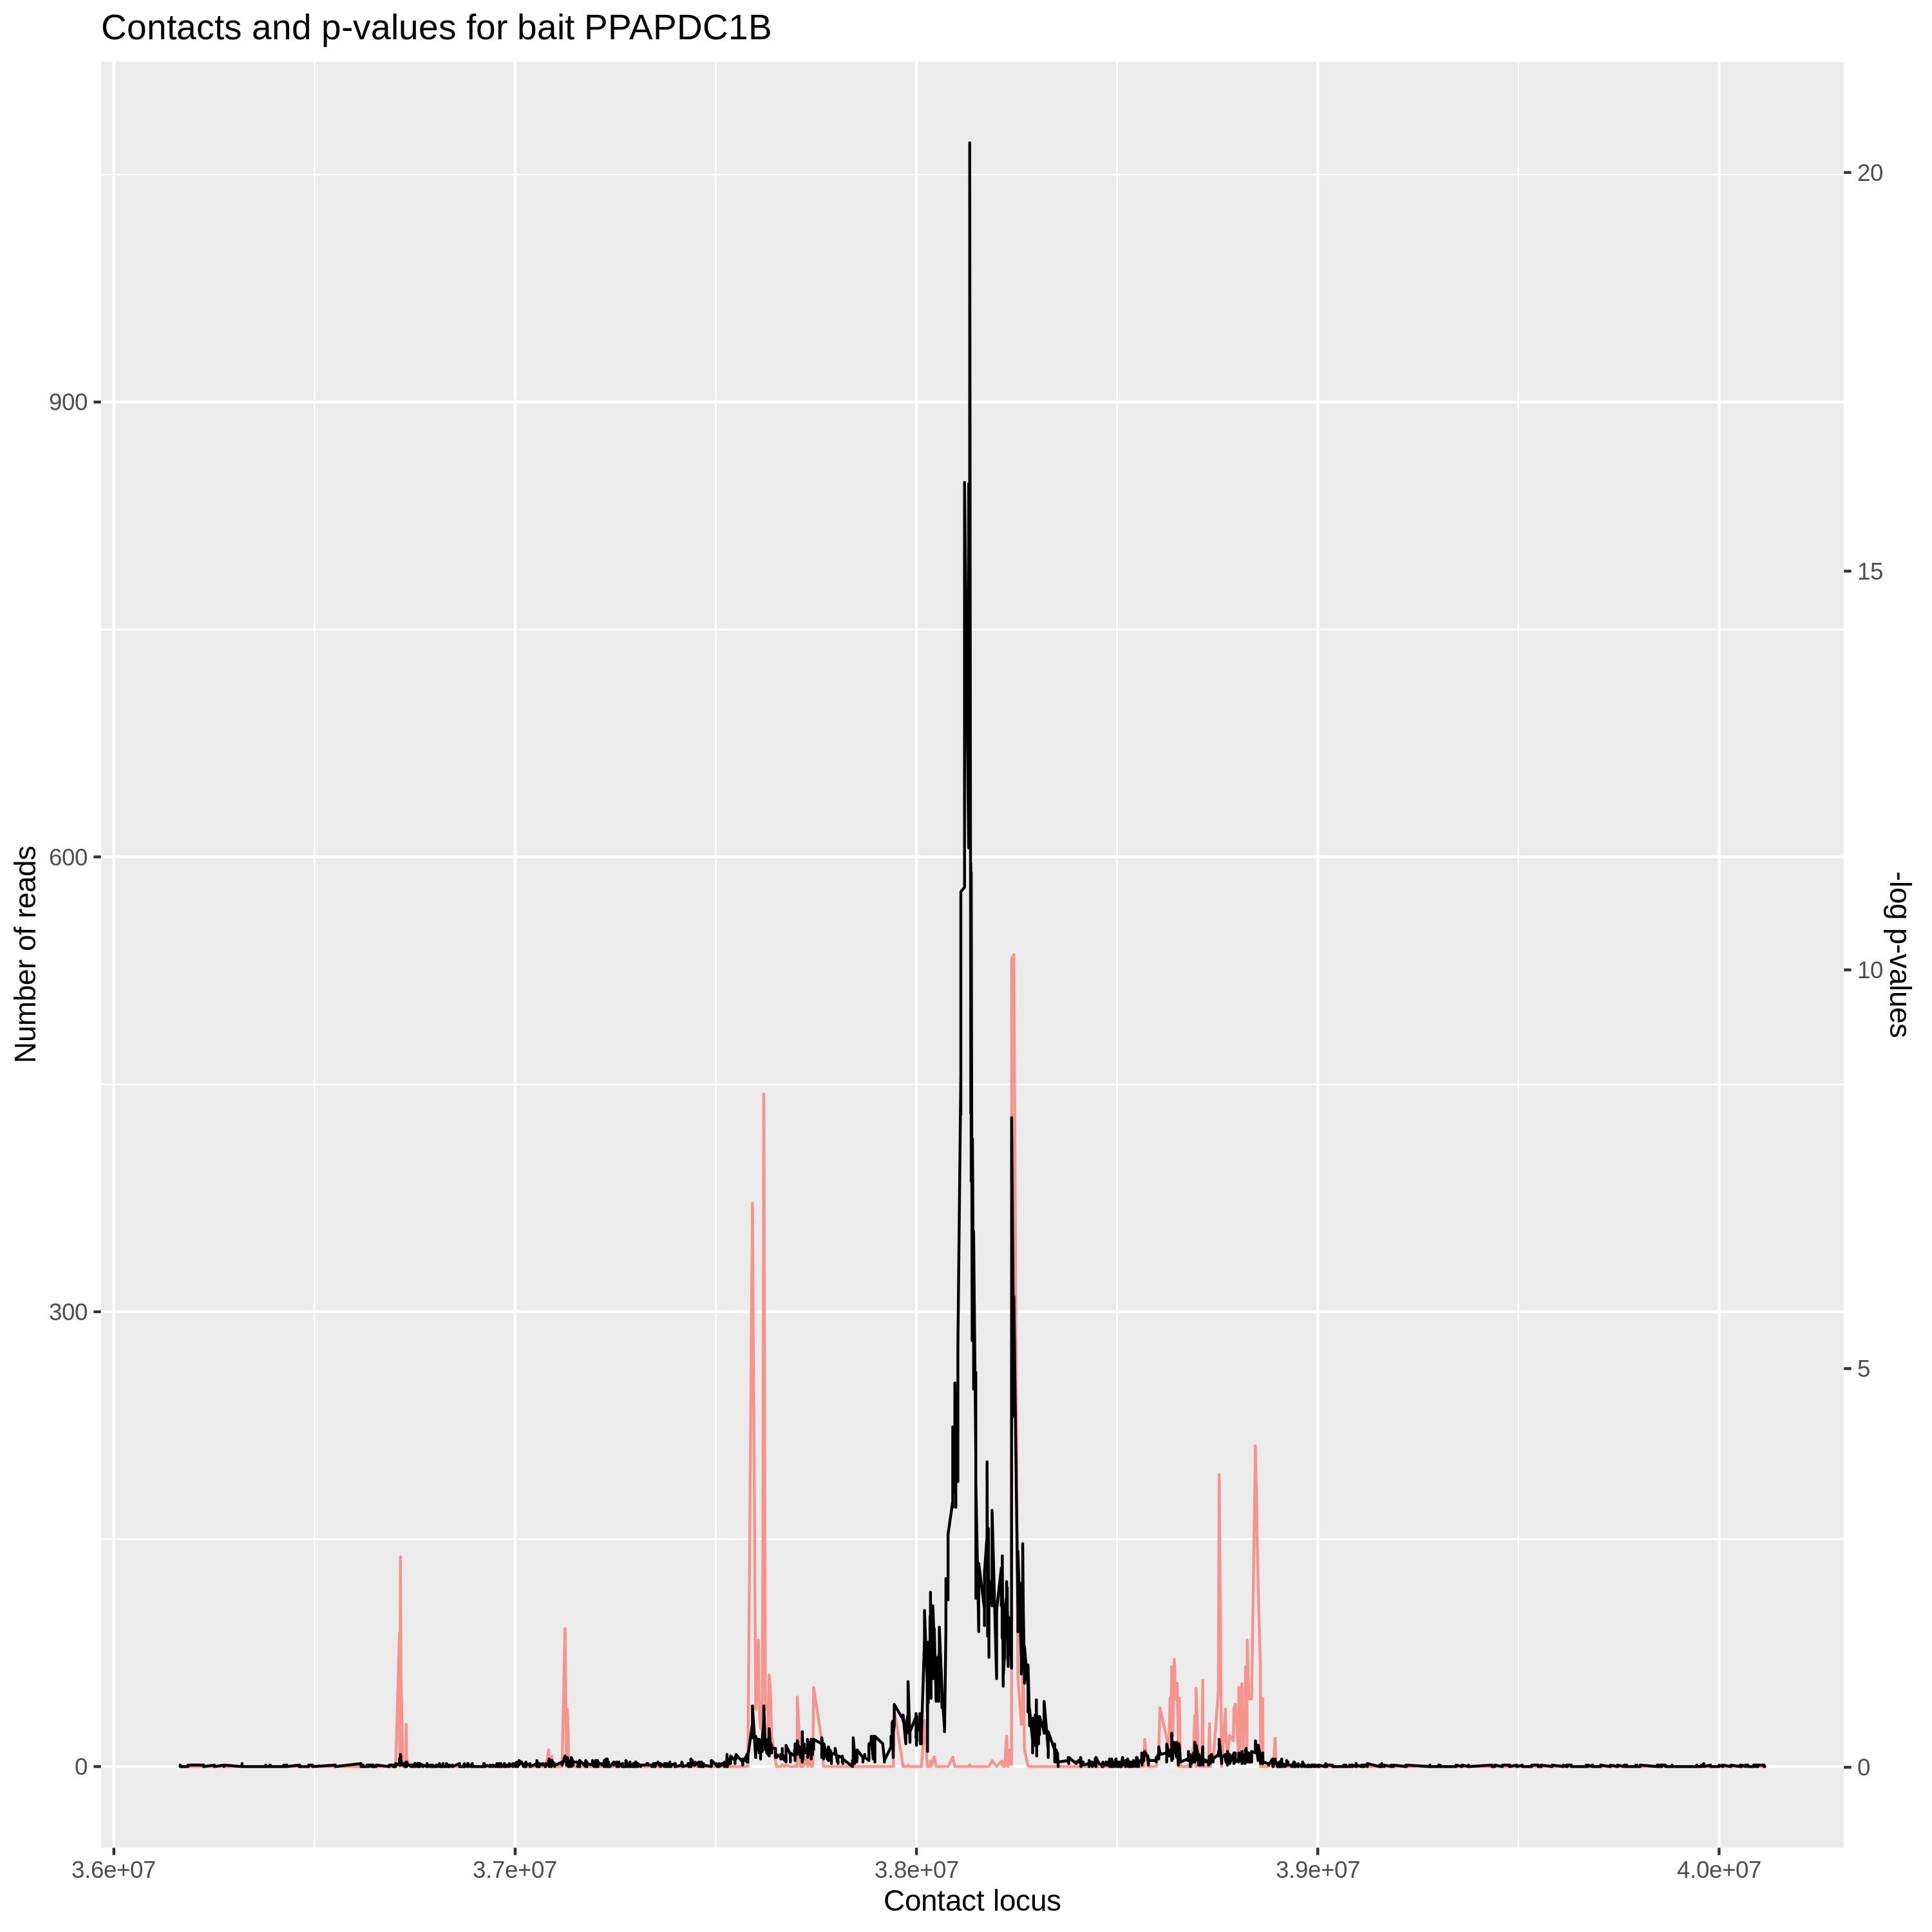 Contacts and p-values for bait PPAPDC1B
Number of reads
900
600
300
0
20
15
10
5
0
-log p-values
3.6e+07 3.7e+07 3.8e+07 3.9e+07 4.0e+07
Contact locus